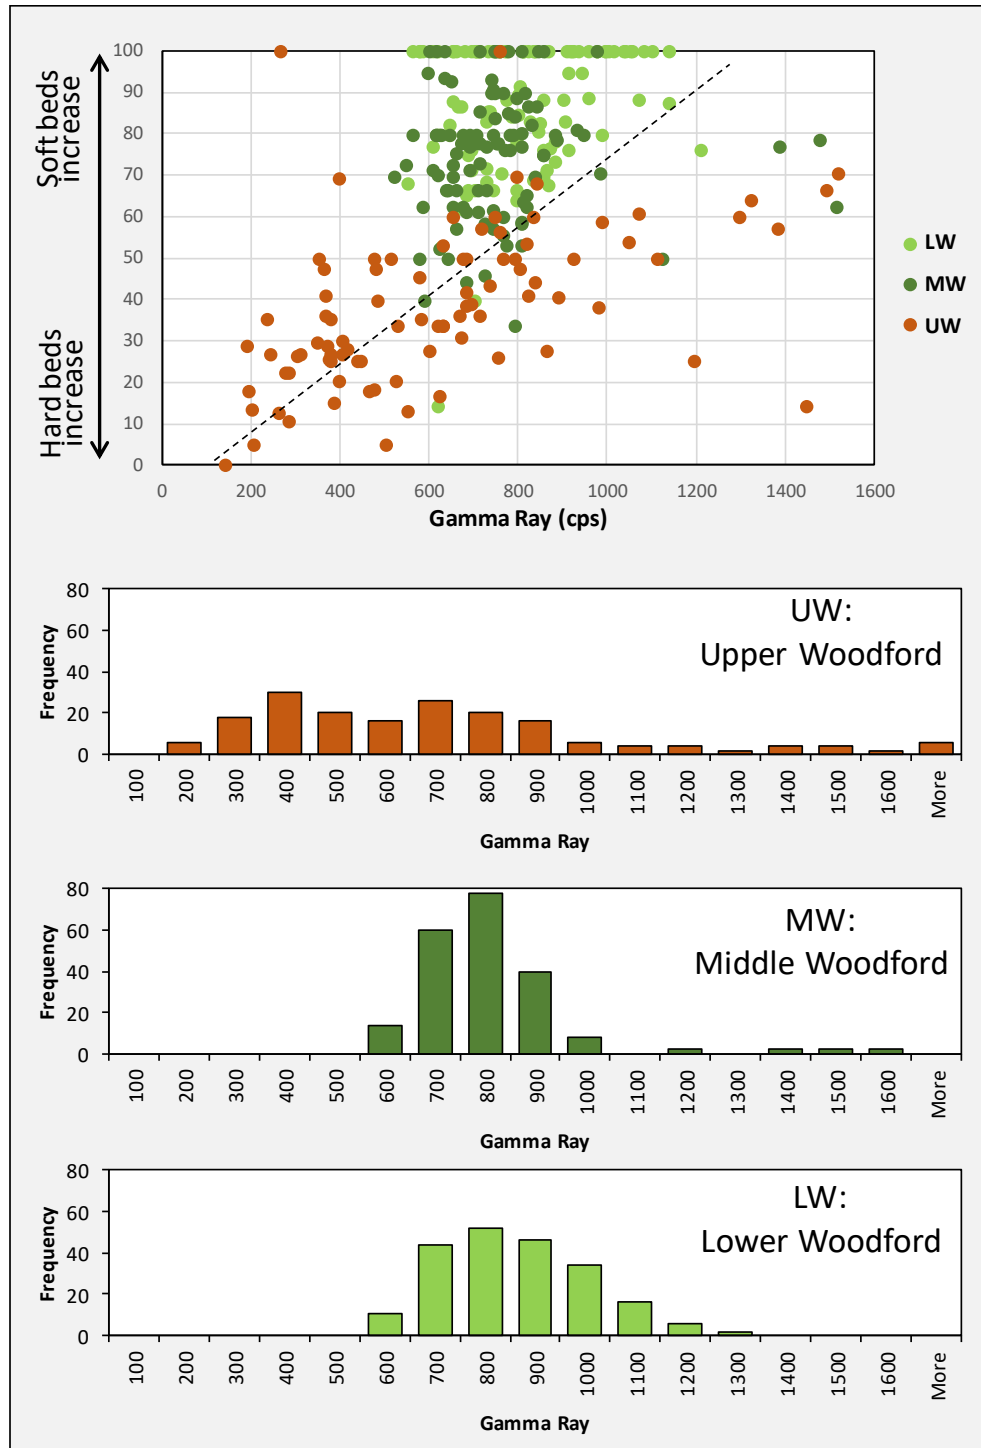 100
90
80
70
60
50
40
30
20
10
0
Soft beds
increase
Hard beds
increase
0 200 400 600 800 1000 1200 1400 1600
Gamma Ray (cps)
LW
MW
UW
UW:
Upper Woodford
Frequency
80
60
40
20
0
100 200 300 400 500 600 700 800 900 1000 1100 1200 1300 1400 1500 1600 More
Gamma Ray
MW:
Middle Woodford
Frequency
80
60
40
20
0
100 200 300 400 500 600 700 800 900 1000 1100 1200 1300 1400 1500 1600 More
Gamma Ray
LW:
Lower Woodford
Frequency
80
60
40
20
0
100 200 300 400 500 600 700 800 900 1000 1100 1200 1300 1400 1500 1600 More
Gamma Ray